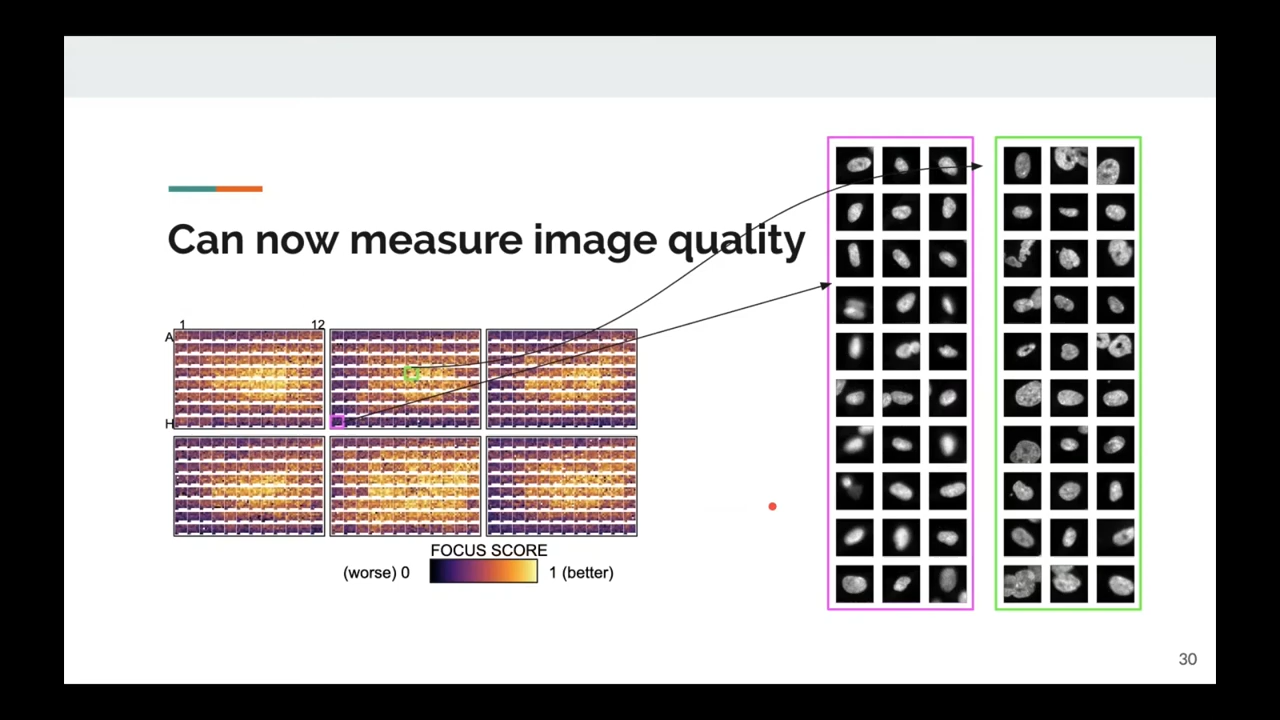 Can now measure image quality
1
12
A
H
FOCUS SCORE
(worse) 0
1 (better)
30